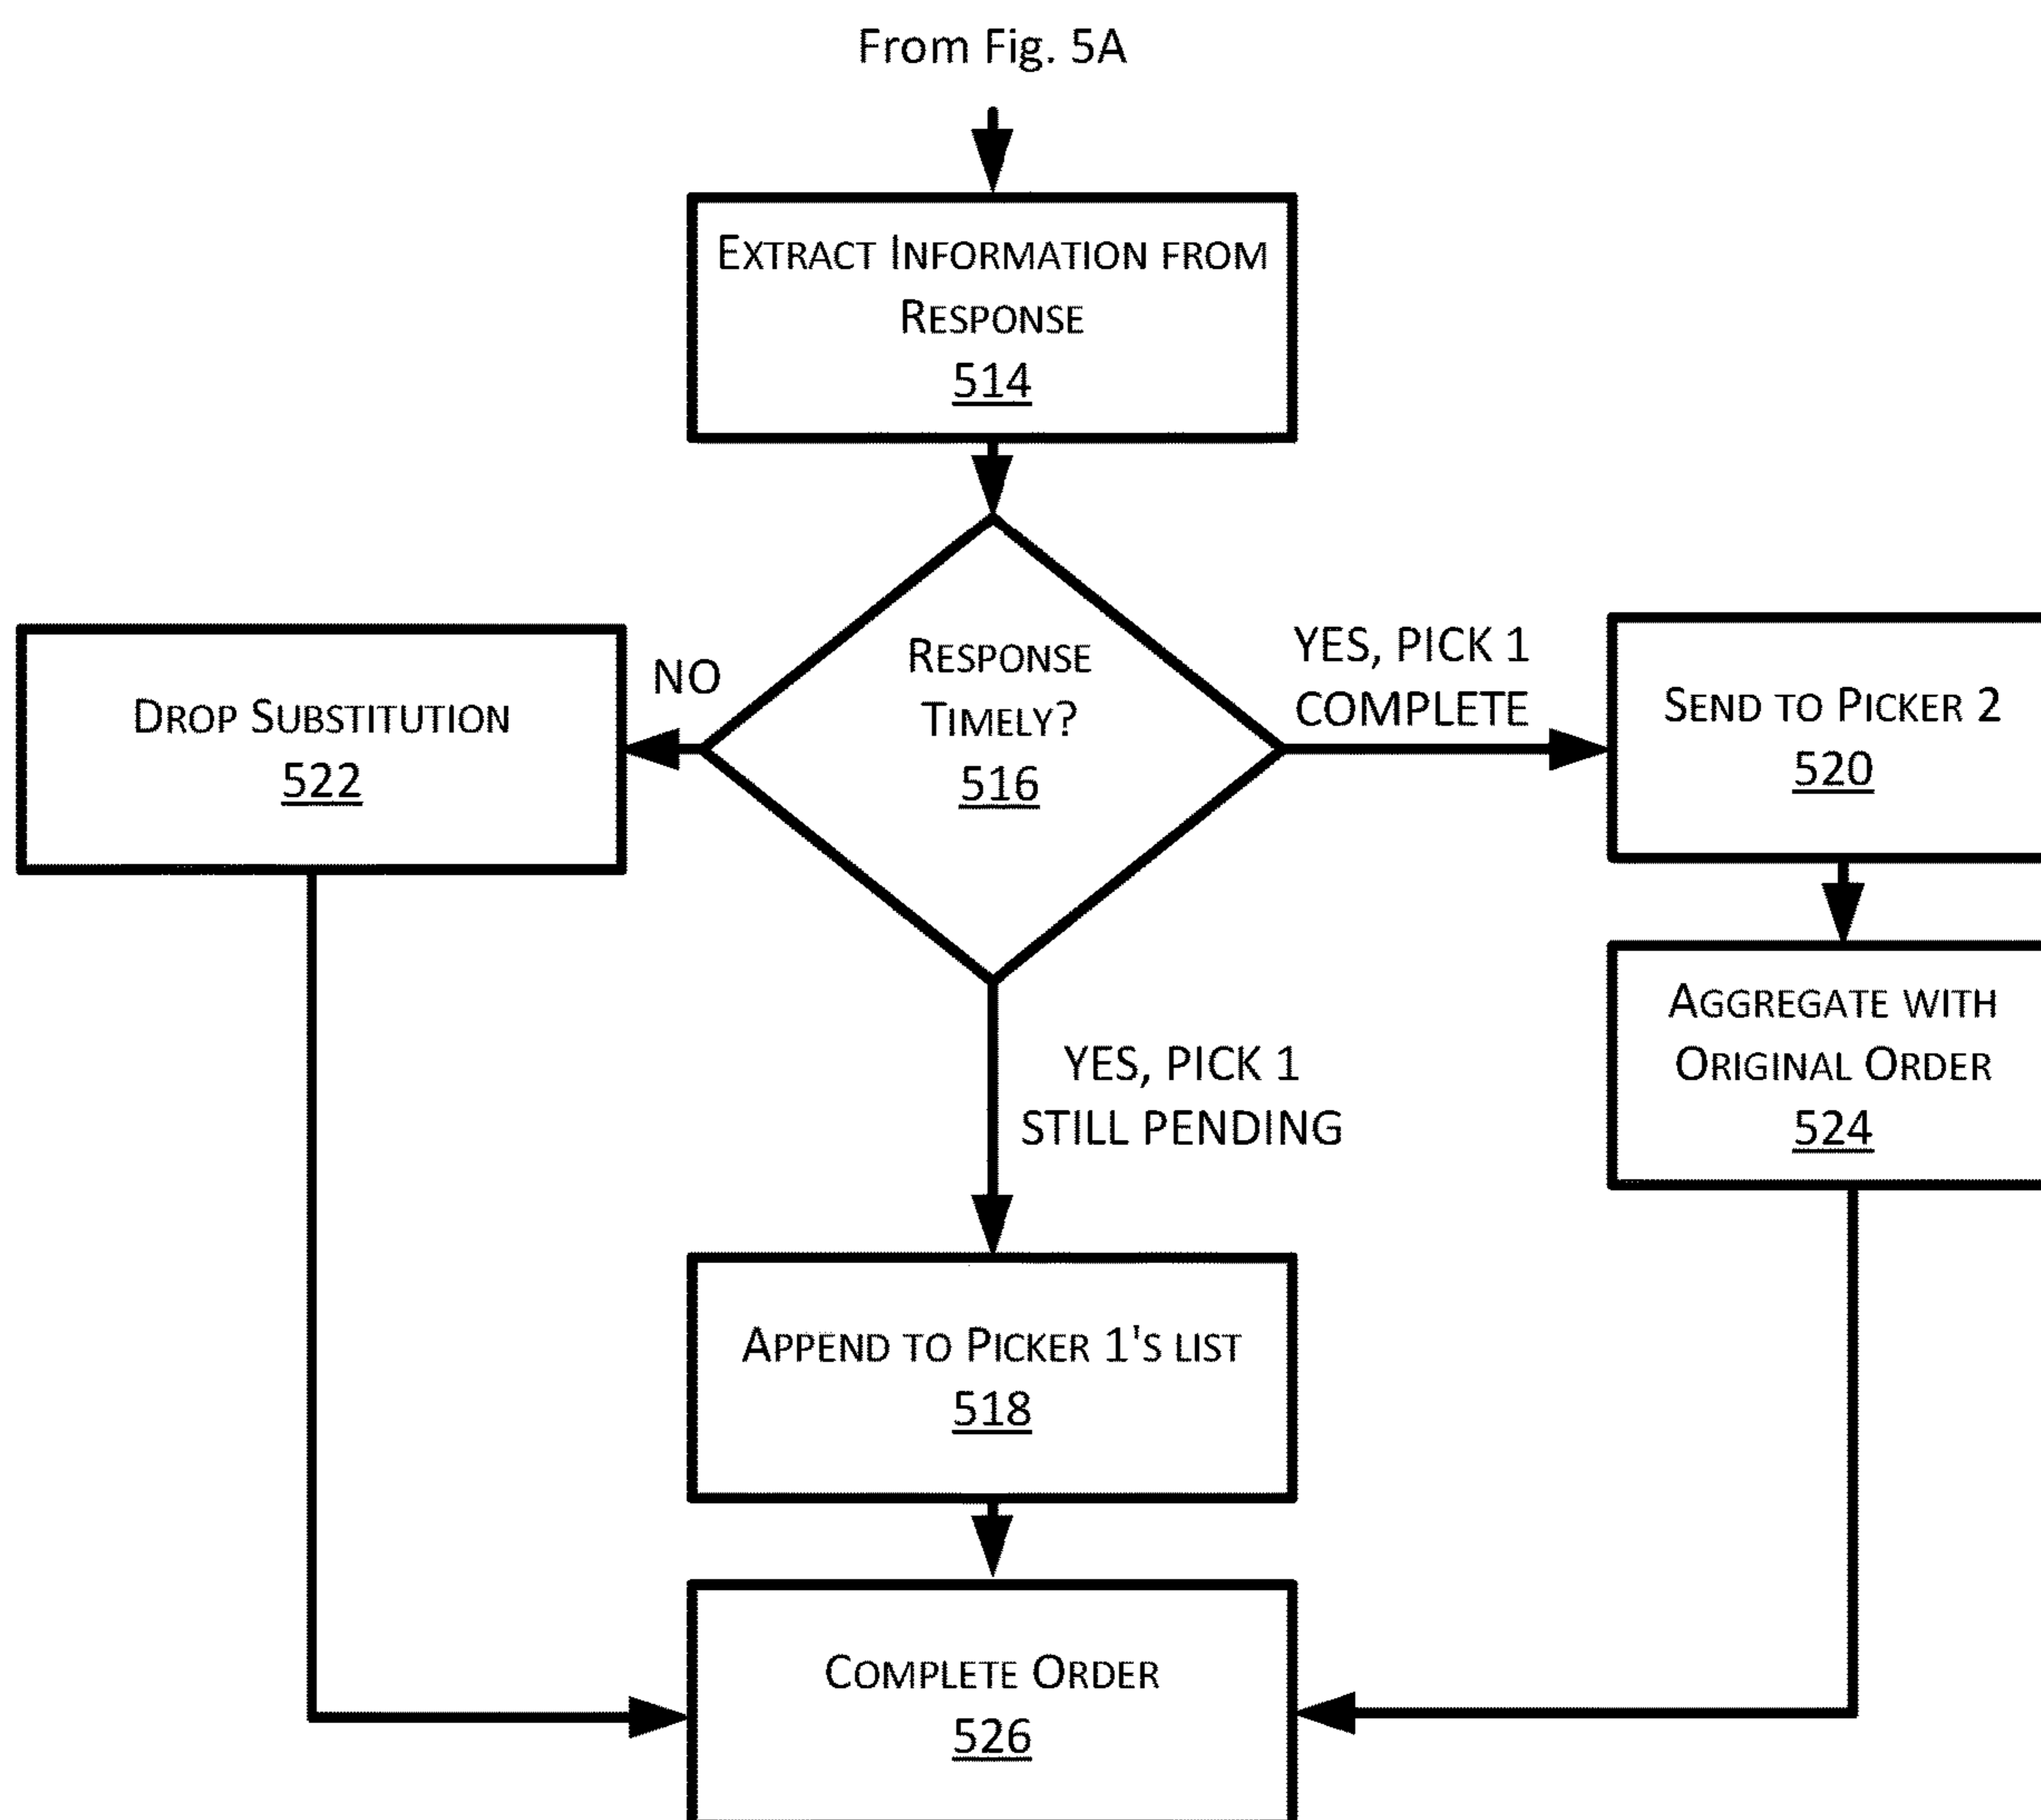 From Fig. 5A
Extract Information from
Response
514
Response
Timely?
516
NO
Drop Substitution
522
YES, PICK 1
COMPLETE
Send to Picker 2
520
Aggregate with
Original Order
524
YES, PICK 1
STILL PENDING
Append to Picker 1's list
518
Complete Order
526